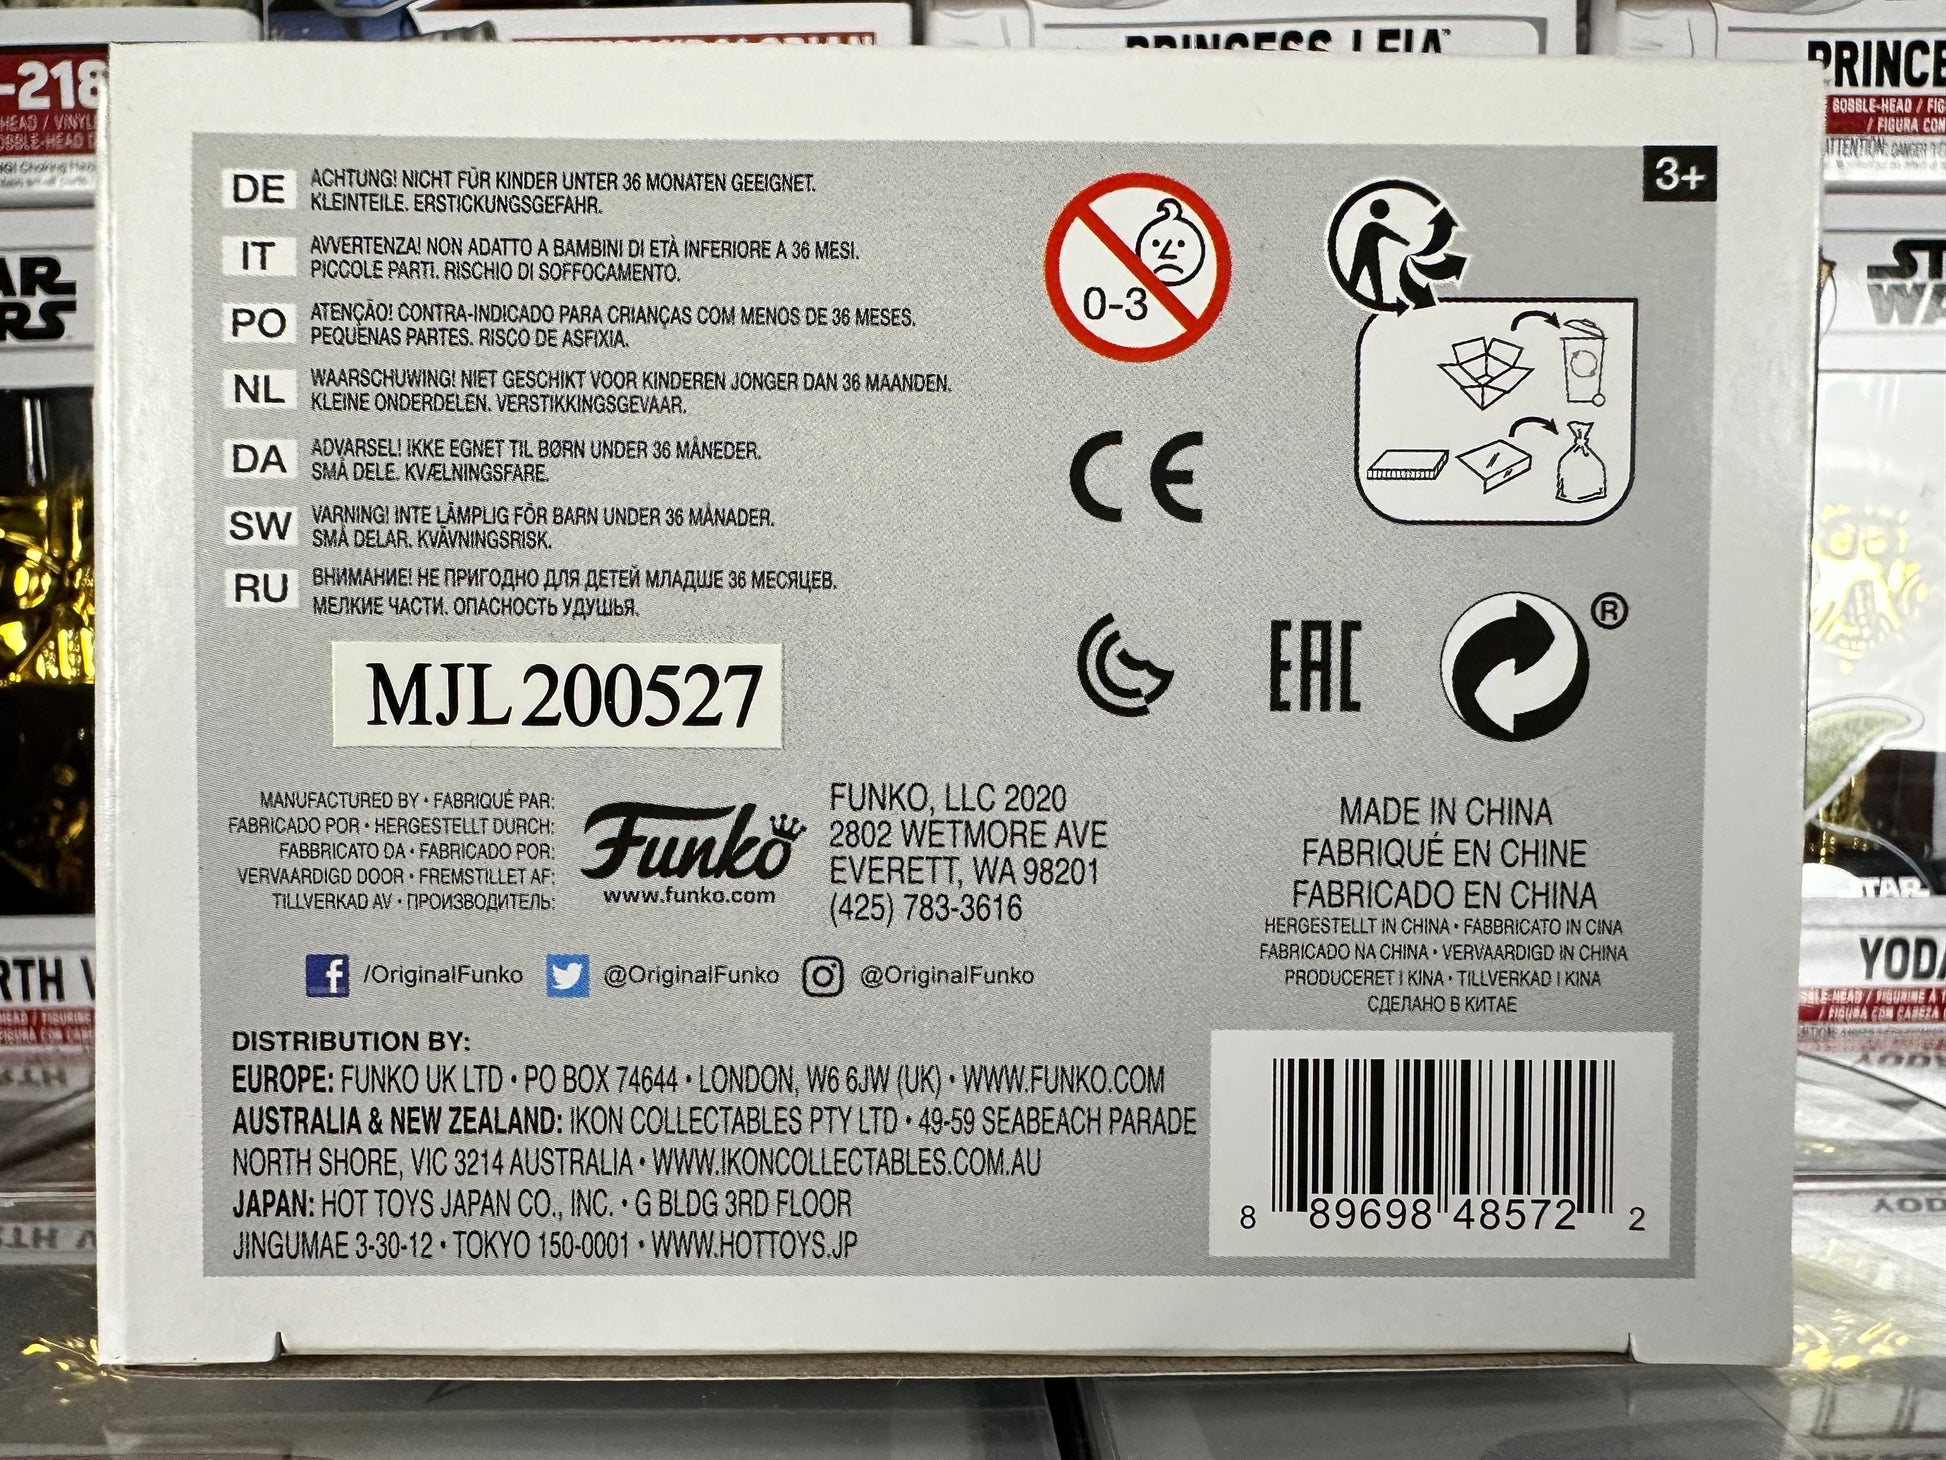 PRINCESS LEIA™
PRINCE
-218
BOBBLE-HEAD / FIG
/ FIGURA CON
3+
DE ACHTUNG! NICHT FÜR KINDER UNTER 36 MONATEN GEEIGNET.
KLEINTEILE. ERSTICKUNGSGEFAHR.
IT AVVERTENZA! NON ADATTO A BAMBINI DI ETÀ INFERIORE A 36 MESI.
PICCOLE PARTI. RISCHIO DI SOFFOCAMENTO.
PO ATENÇÃO! CONTRA-INDICADO PARA CRIANÇAS COM MENOS DE 36 MESES.
PEQUENAS PARTES. RISCO DE ASFIXIA.
NL WAARSCHUWING! NIET GESCHIKT VOOR KINDEREN JONGER DAN 36 MAANDEN.
KLEINE ONDERDELEN. VERSTIKKINGSGEVAAR.
DA ADVARSEL! IKKE EGNET TIL BØRN UNDER 36 MÅNEDER.
SMÅ DELE. KVÆLNINGSFARE.
SW VARNING! INTE LÄMPLIG FÖR BARN UNDER 36 MÅNADER.
SMÅ DELAR. KVÄVNINGSRISK.
RU ВНИМАНИЕ! НЕ ПРИГОДНО ДЛЯ ДЕТЕЙ МЛАДШЕ 36 МЕСЯЦЕВ.
МЕЛКИЕ ЧАСТИ. ОПАСНОСТЬ УДУШЬЯ.
0-3
CE
EAC
®
MJL200527
MANUFACTURED BY • FABRIQUÉ PAR:
FABRICADO POR • HERGESTELLT DURCH:
FABBRICATO DA • FABRICADO POR:
VERVAARDIGD DOOR • FREMSTILLET AF:
TILLVERKAD AV • ПРОИЗВОДИТЕЛЬ:
Funko
www.funko.com
FUNKO, LLC 2020
2802 WETMORE AVE
EVERETT, WA 98201
(425) 783-3616
MADE IN CHINA
FABRIQUÉ EN CHINE
FABRICADO EN CHINA
HERGESTELLT IN CHINA • FABBRICATO IN CINA
FABRICADO NA CHINA • VERVAARDIGD IN CHINA
PRODUCERET I KINA • TILLVERKAD I KINA
СДЕЛАНО В КИТАЕ
/OriginalFunko @OriginalFunko @OriginalFunko
DISTRIBUTION BY:
EUROPE: FUNKO UK LTD • PO BOX 74644 • LONDON, W6 6JW (UK) • WWW.FUNKO.COM
AUSTRALIA & NEW ZEALAND: IKON COLLECTABLES PTY LTD • 49-59 SEABEACH PARADE
NORTH SHORE, VIC 3214 AUSTRALIA • WWW.IKONCOLLECTABLES.COM.AU
JAPAN: HOT TOYS JAPAN CO., INC. • G BLDG 3RD FLOOR
JINGUMAE 3-30-12 • TOKYO 150-0001 • WWW.HOTTOYS.JP
8 89698 48572 2
YODA